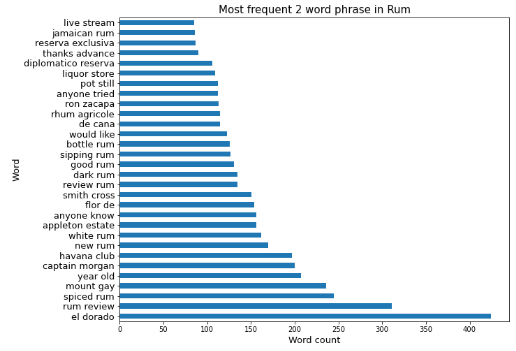 Most frequent 2 word phrase in Rum
live stream
jamaican rum
reserva exclusiva
thanks advance
diplomatico reserva
liquor store
pot still
anyone tried
ron zacapa
rhum agricole
de cana
would like
bottle rum
sipping rum
good rum
dark rum
review rum
smith cross
flor de
anyone know
appleton estate
white rum
new rum
havana club
captain morgan
year old
mount gay
spiced rum
rum review
el dorado
Word
0 50 100 150 200 250 300 350 400
Word count